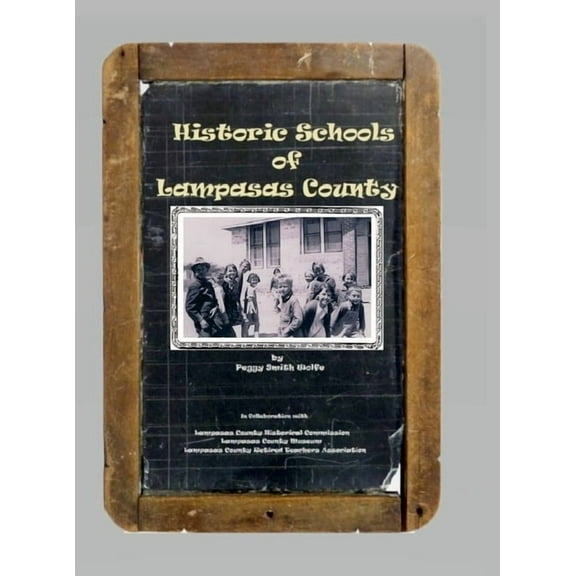 Historic Schools
of
Lampasas County
by
Peggy Smith Wolfe
In Collaboration with
Lampasas County Historical Commission
Lampasas County Museum
Lampasas County Retired Teachers Association